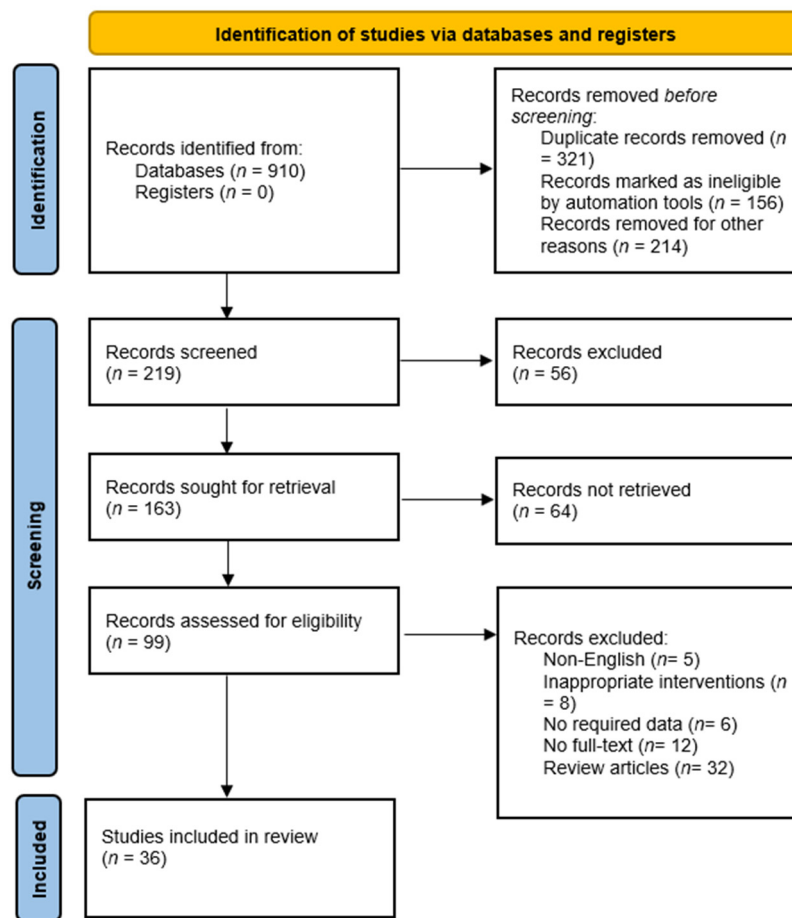 Identification of studies via databases and registers
Identification
Records identified from:
Databases (n = 910)
Registers (n = 0)
Records removed before
screening:
Duplicate records removed (n
= 321)
Records marked as ineligible
by automation tools (n = 156)
Records removed for other
reasons (n = 214)
Screening
Records screened
(n = 219)
Records excluded
(n = 56)
Records sought for retrieval
(n = 163)
Records not retrieved
(n = 64)
Records assessed for eligibility
(n = 99)
Records excluded:
Non-English (n= 5)
Inappropriate interventions (n
= 8)
No required data (n= 6)
No full-text (n= 12)
Review articles (n= 32)
Included
Studies included in review
(n = 36)